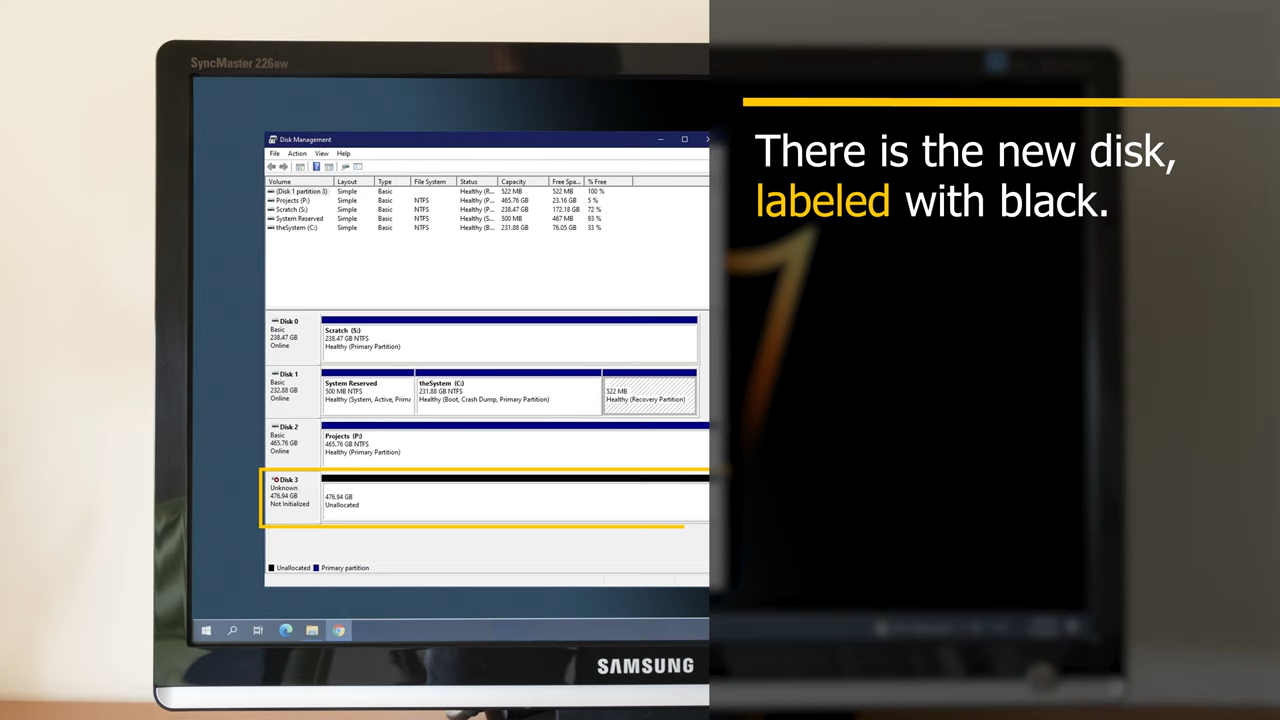 SyncMaster 226BW
There is the new disk,
labeled with black.
Disk Management
File Action View Help
Volume Layout Type File System Status Capacity Free Spa... % Free
(Disk 1 partition 3) Simple Basic Healthy (R... 522 MB 522 MB 100 %
Projects (P:) Simple Basic NTFS Healthy (P... 465.76 GB 23.16 GB 5 %
Scratch (S:) Simple Basic NTFS Healthy (P... 238.47 GB 172.18 GB 72 %
System Reserved Simple Basic NTFS Healthy (S... 500 MB 467 MB 93 %
theSystem (C:) Simple Basic NTFS Healthy (B... 231.88 GB 76.05 GB 33 %
Disk 0
Basic
238.47 GB
Online
Scratch (S:)
238.47 GB NTFS
Healthy (Primary Partition)
Disk 1
Basic
232.88 GB
Online
System Reserved
500 MB NTFS
Healthy (System, Active, Prima
theSystem (C:)
231.88 GB NTFS
Healthy (Boot, Crash Dump, Primary Partition)
522 MB
Healthy (Recovery Partition)
Disk 2
Basic
465.76 GB
Online
Projects (P:)
465.76 GB NTFS
Healthy (Primary Partition)
Disk 3
Unknown
476.94 GB
Not Initialized
476.94 GB
Unallocated
Unallocated Primary partition
SAMSUNG